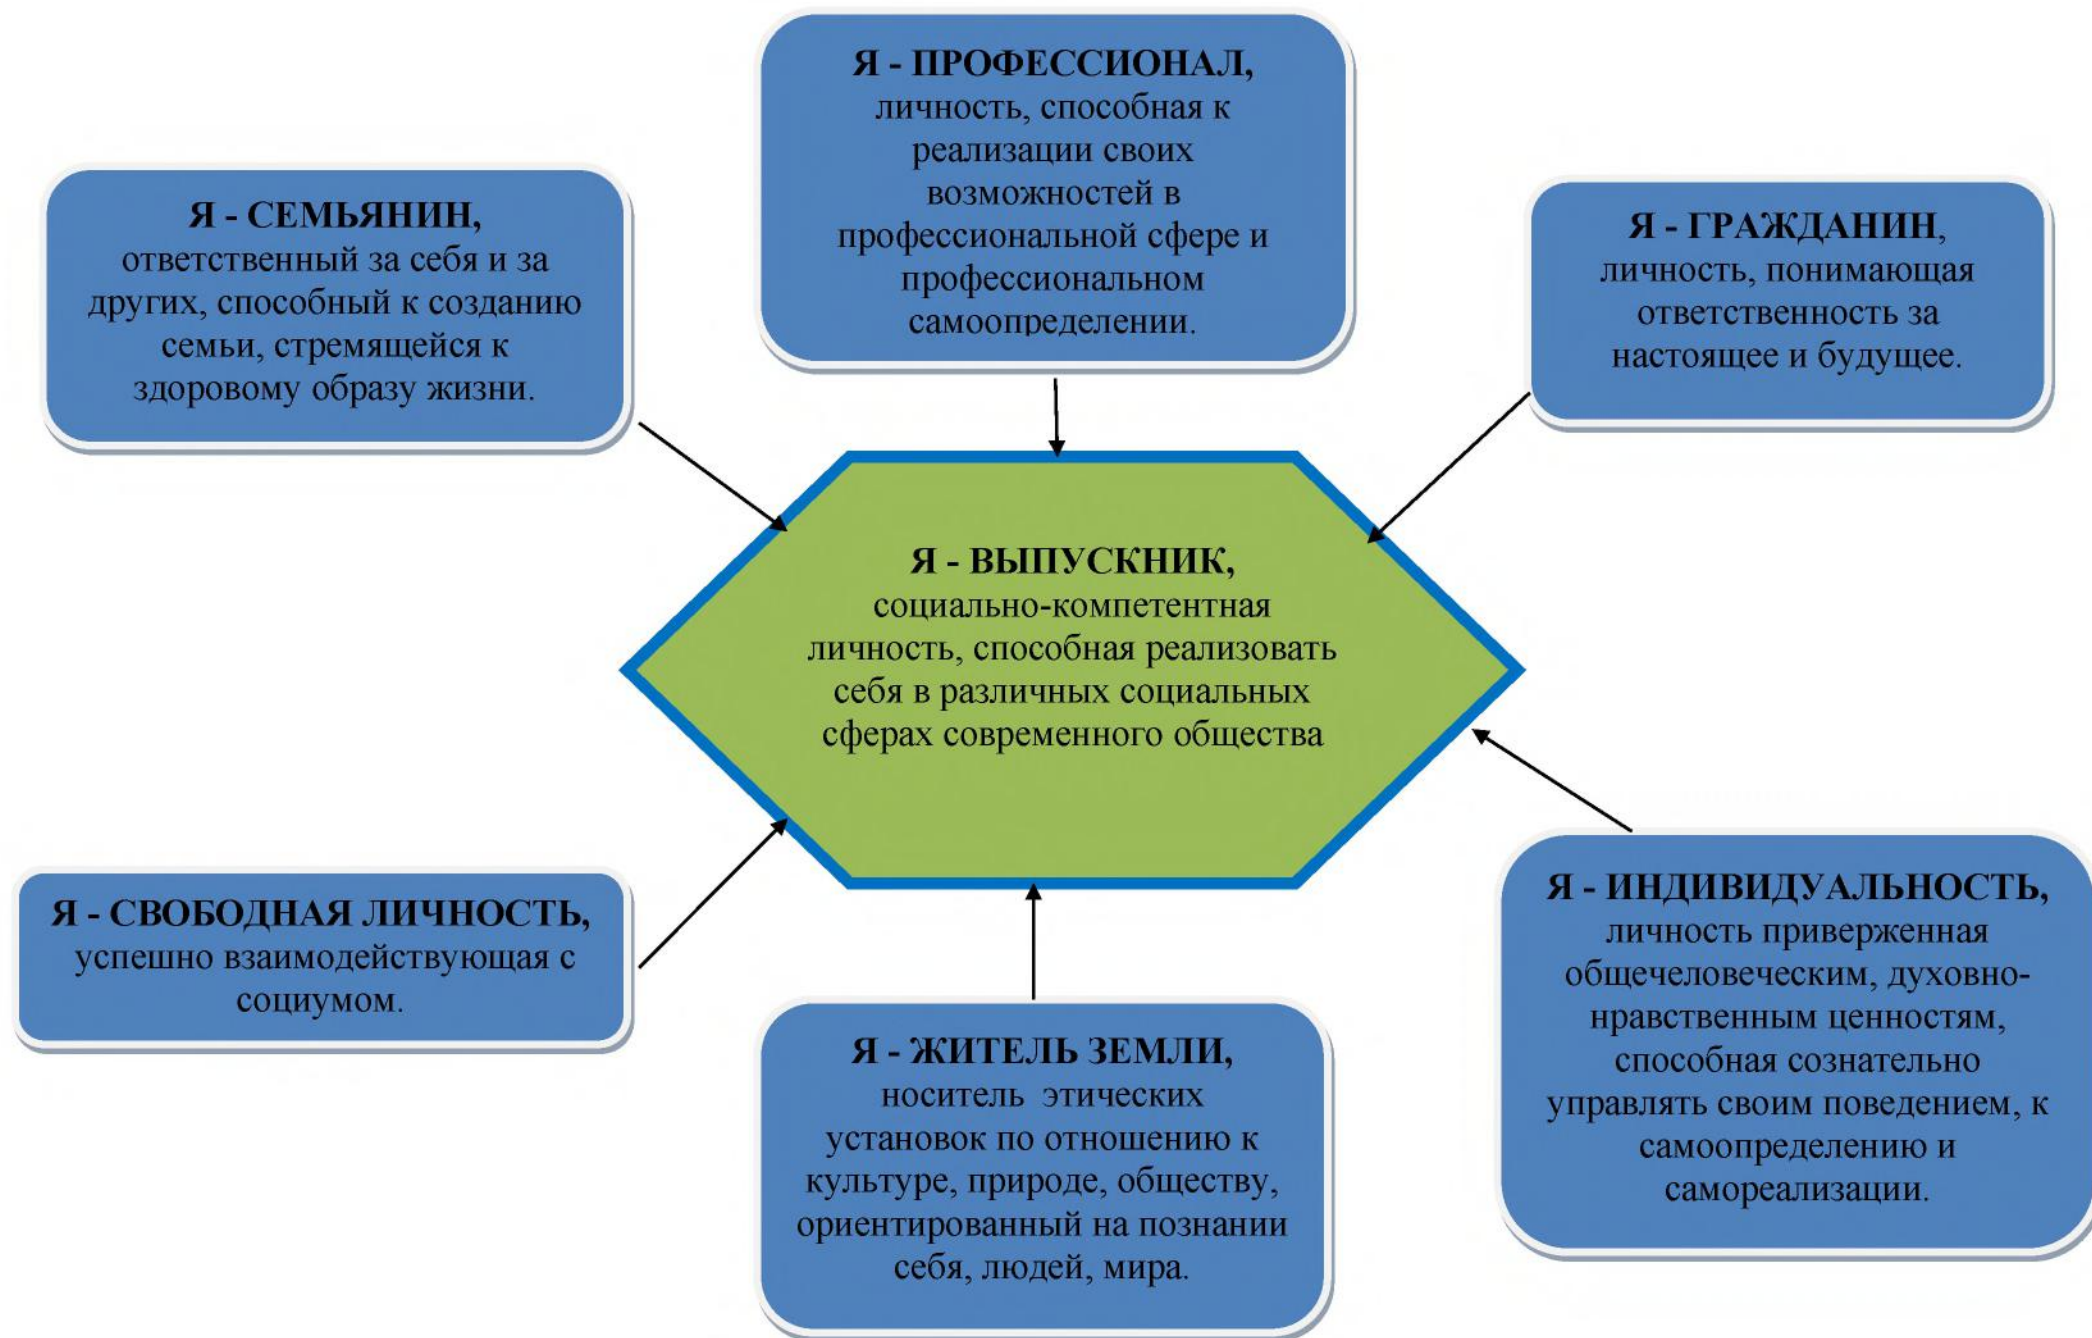 Я - ПРОФЕССИОНАЛ,
личность, способная к
реализации своих
возможностей в
профессиональной сфере и
профессиональном
самоопределении.
Я - СЕМЬЯНИН,
ответственный за себя и за
других, способный к созданию
семьи, стремящейся к
здоровому образу жизни.
Я - ГРАЖДАНИН,
личность, понимающая
ответственность за
настоящее и будущее.
Я - ВЫПУСКНИК,
социально-компетентная
личность, способная реализовать
себя в различных социальных
сферах современного общества
Я - СВОБОДНАЯ ЛИЧНОСТЬ,
успешно взаимодействующая с
социумом.
Я - ЖИТЕЛЬ ЗЕМЛИ,
носитель  этических
установок по отношению к
культуре, природе, обществу,
ориентированный на познании
себя, людей, мира.
Я - ИНДИВИДУАЛЬНОСТЬ,
личность приверженная
общечеловеческим, духовно-
нравственным ценностям,
способная сознательно
управлять своим поведением, к
самоопределению и
самореализации.